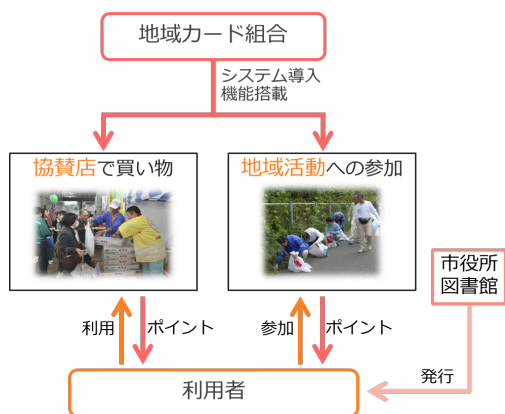 地域カード組合
システム導入
機能搭載
協賛店で買い物
地域活動への参加
市役所
図書館
利用
ポイント
参加
ポイント
発行
利用者